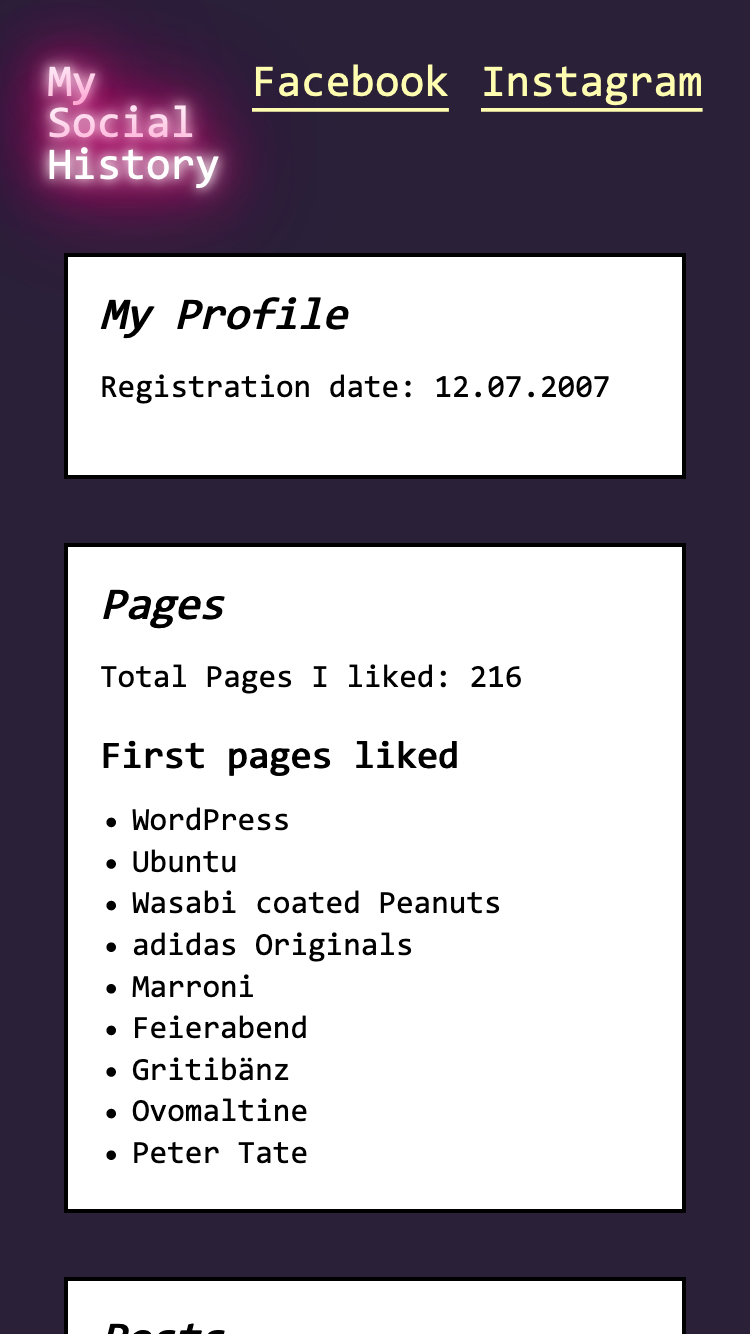 My
Social
History
Facebook Instagram
My Profile
Registration date: 12.07.2007
Pages
Total Pages I liked: 216
First pages liked
WordPress
Ubuntu
Wasabi coated Peanuts
adidas Originals
Marroni
Feierabend
Gritibänz
Ovomaltine
Peter Tate
Posts